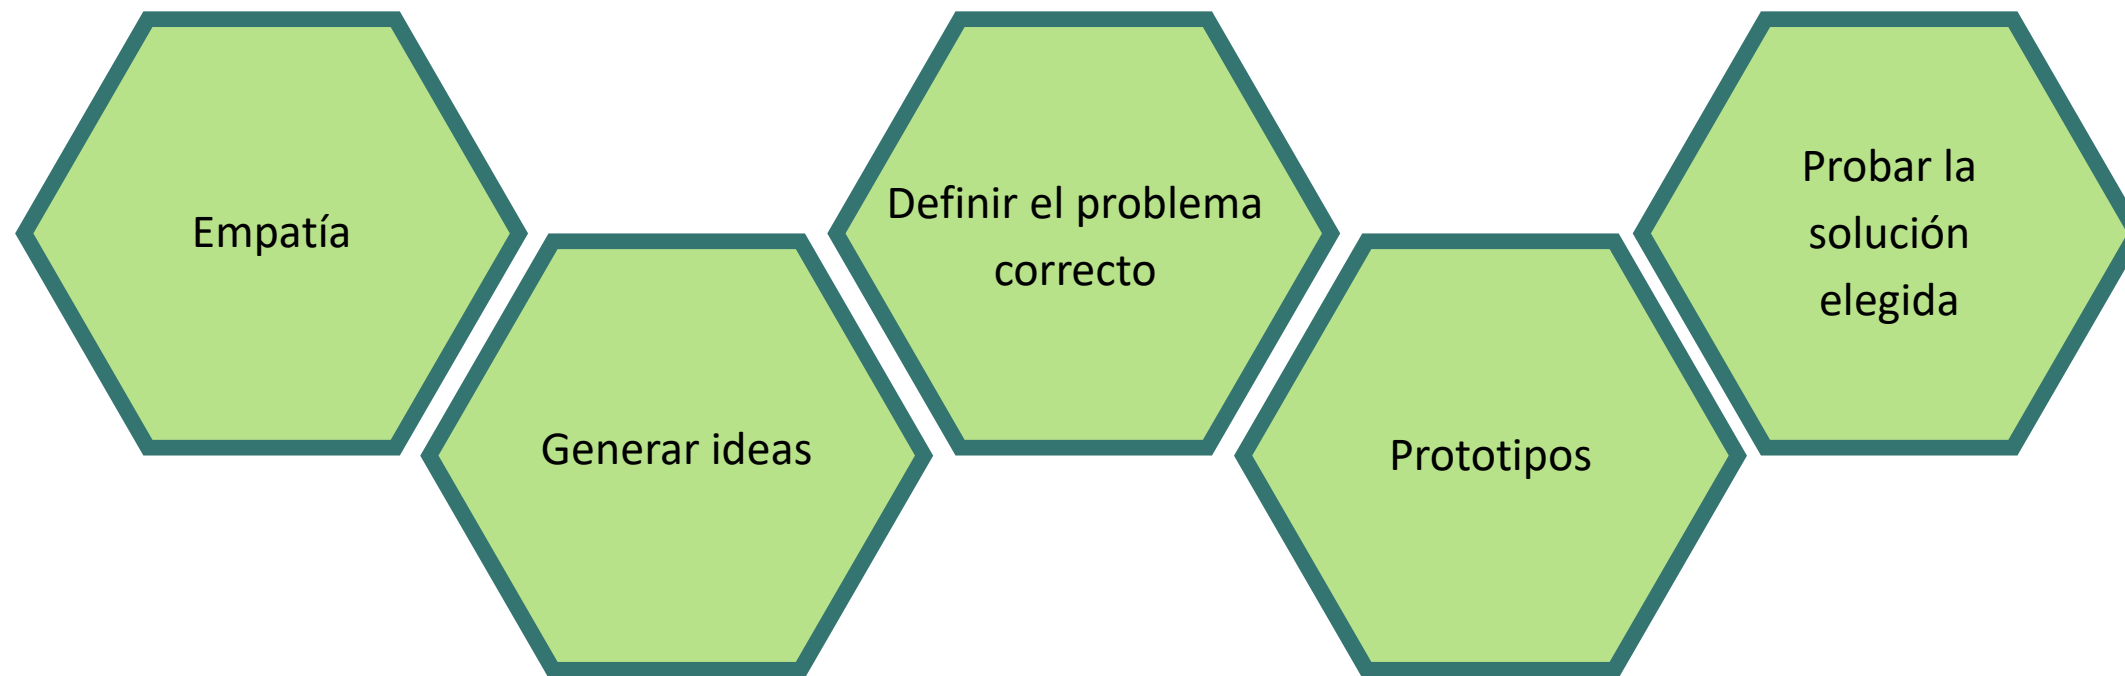 Empatía
Generar ideas
Definir el problema
correcto
Prototipos
Probar la
solución
elegida